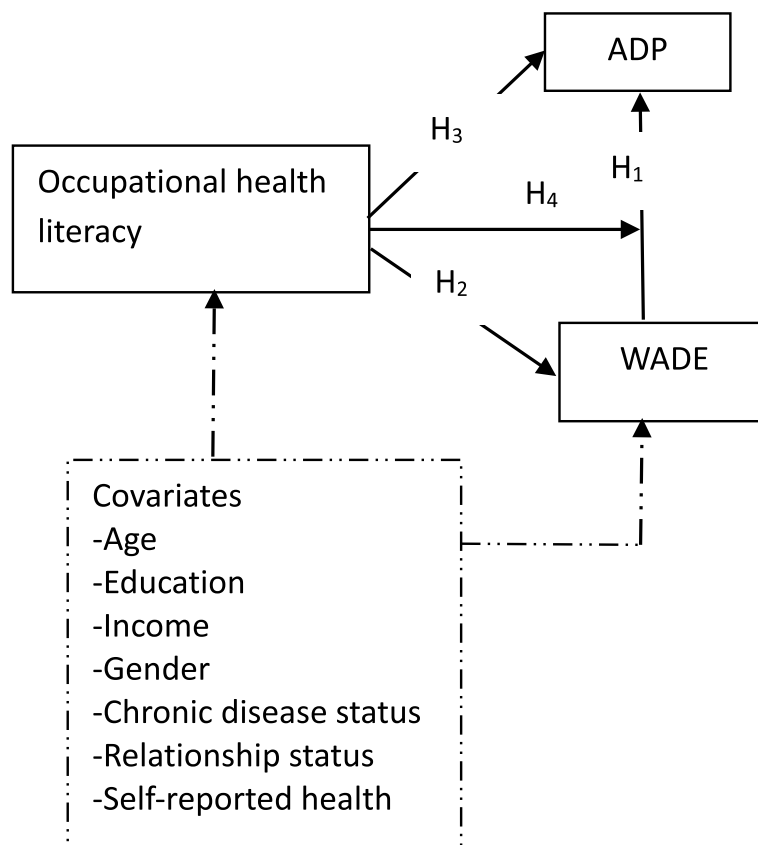 ADP
H₃
H₁
Occupational health
literacy
H₄
H₂
WADE
Covariates
-Age
-Education
-Income
-Gender
-Chronic disease status
-Relationship status
-Self-reported health